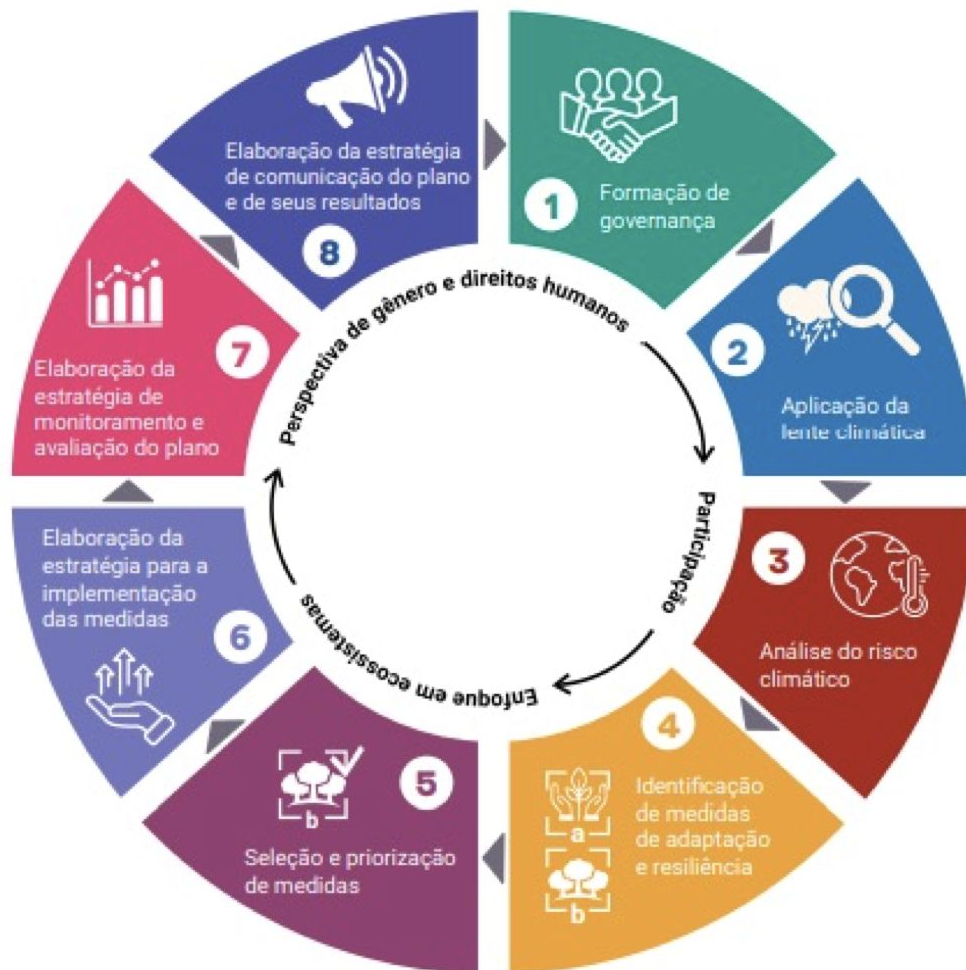 1
Formação de
governança
2
Aplicação da
lente climática
3
Análise do risco
climático
4
Identificação
de medidas
de adaptação
e resiliência
a
b
5
b
Seleção e priorização
de medidas
6
Elaboração da
estratégia para a
implementação
das medidas
7
Elaboração da
estratégia de
monitoramento e
avaliação do plano
8
Elaboração da estratégia
de comunicação do plano
e de seus resultados
Perspectiva de gênero e direitos humanos
Participação
Enfoque em ecossistemas